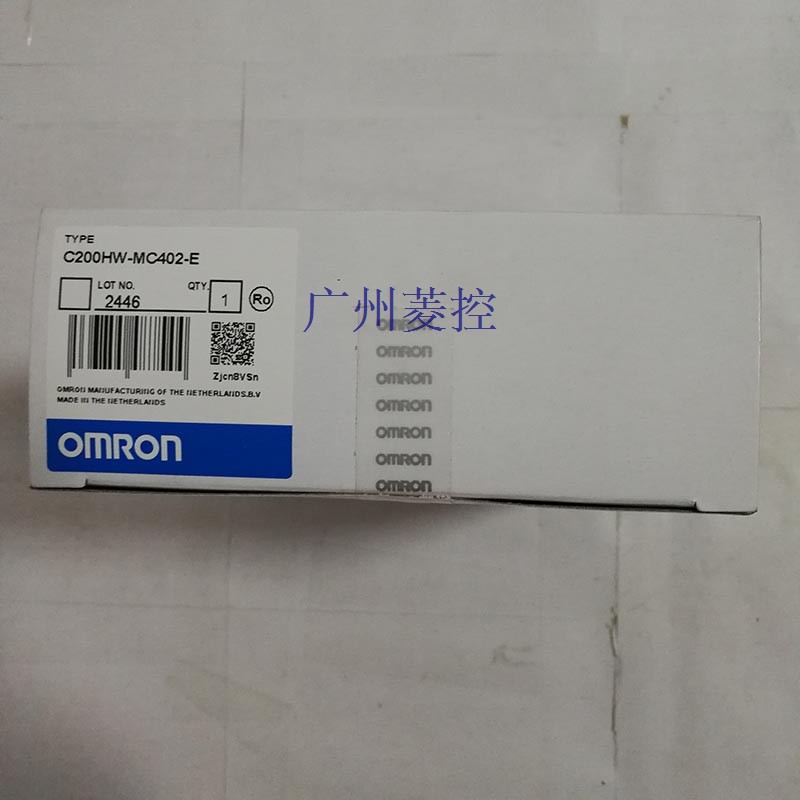 TYPE
C200HW-MC402-E
LOT NO. QTY.
2446 1 Ro
ZjcnBVSn
OMRON MANUFACTURING OF THE NETHERLANDS.B.V
MADE IN THE NETHERLANDS
OMRON
广州菱控
OMRON
OMRON
OMRON
OMRON
OMRON
OMRON
OMRON